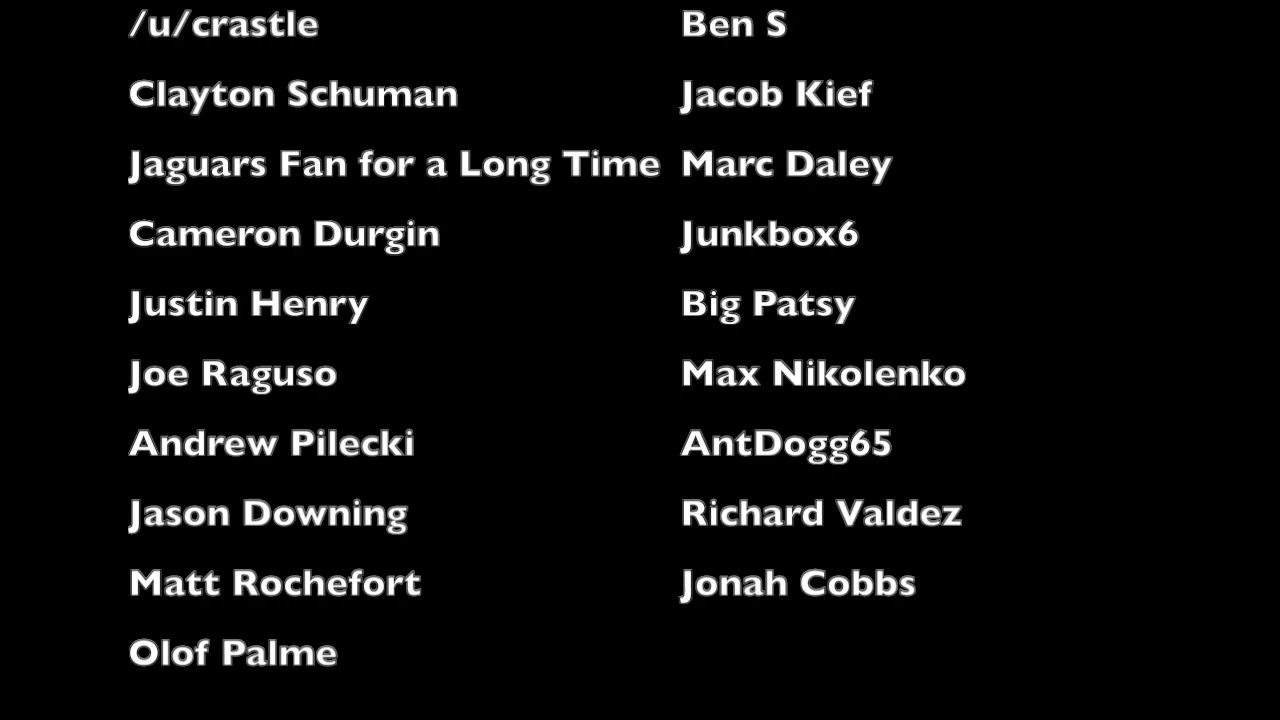 /u/crastle
Clayton Schuman
Jaguars Fan for a Long Time
Cameron Durgin
Justin Henry
Joe Raguso
Andrew Pilecki
Jason Downing
Matt Rochefort
Olof Palme
Ben S
Jacob Kief
Marc Daley
Junkbox6
Big Patsy
Max Nikolenko
AntDogg65
Richard Valdez
Jonah Cobbs